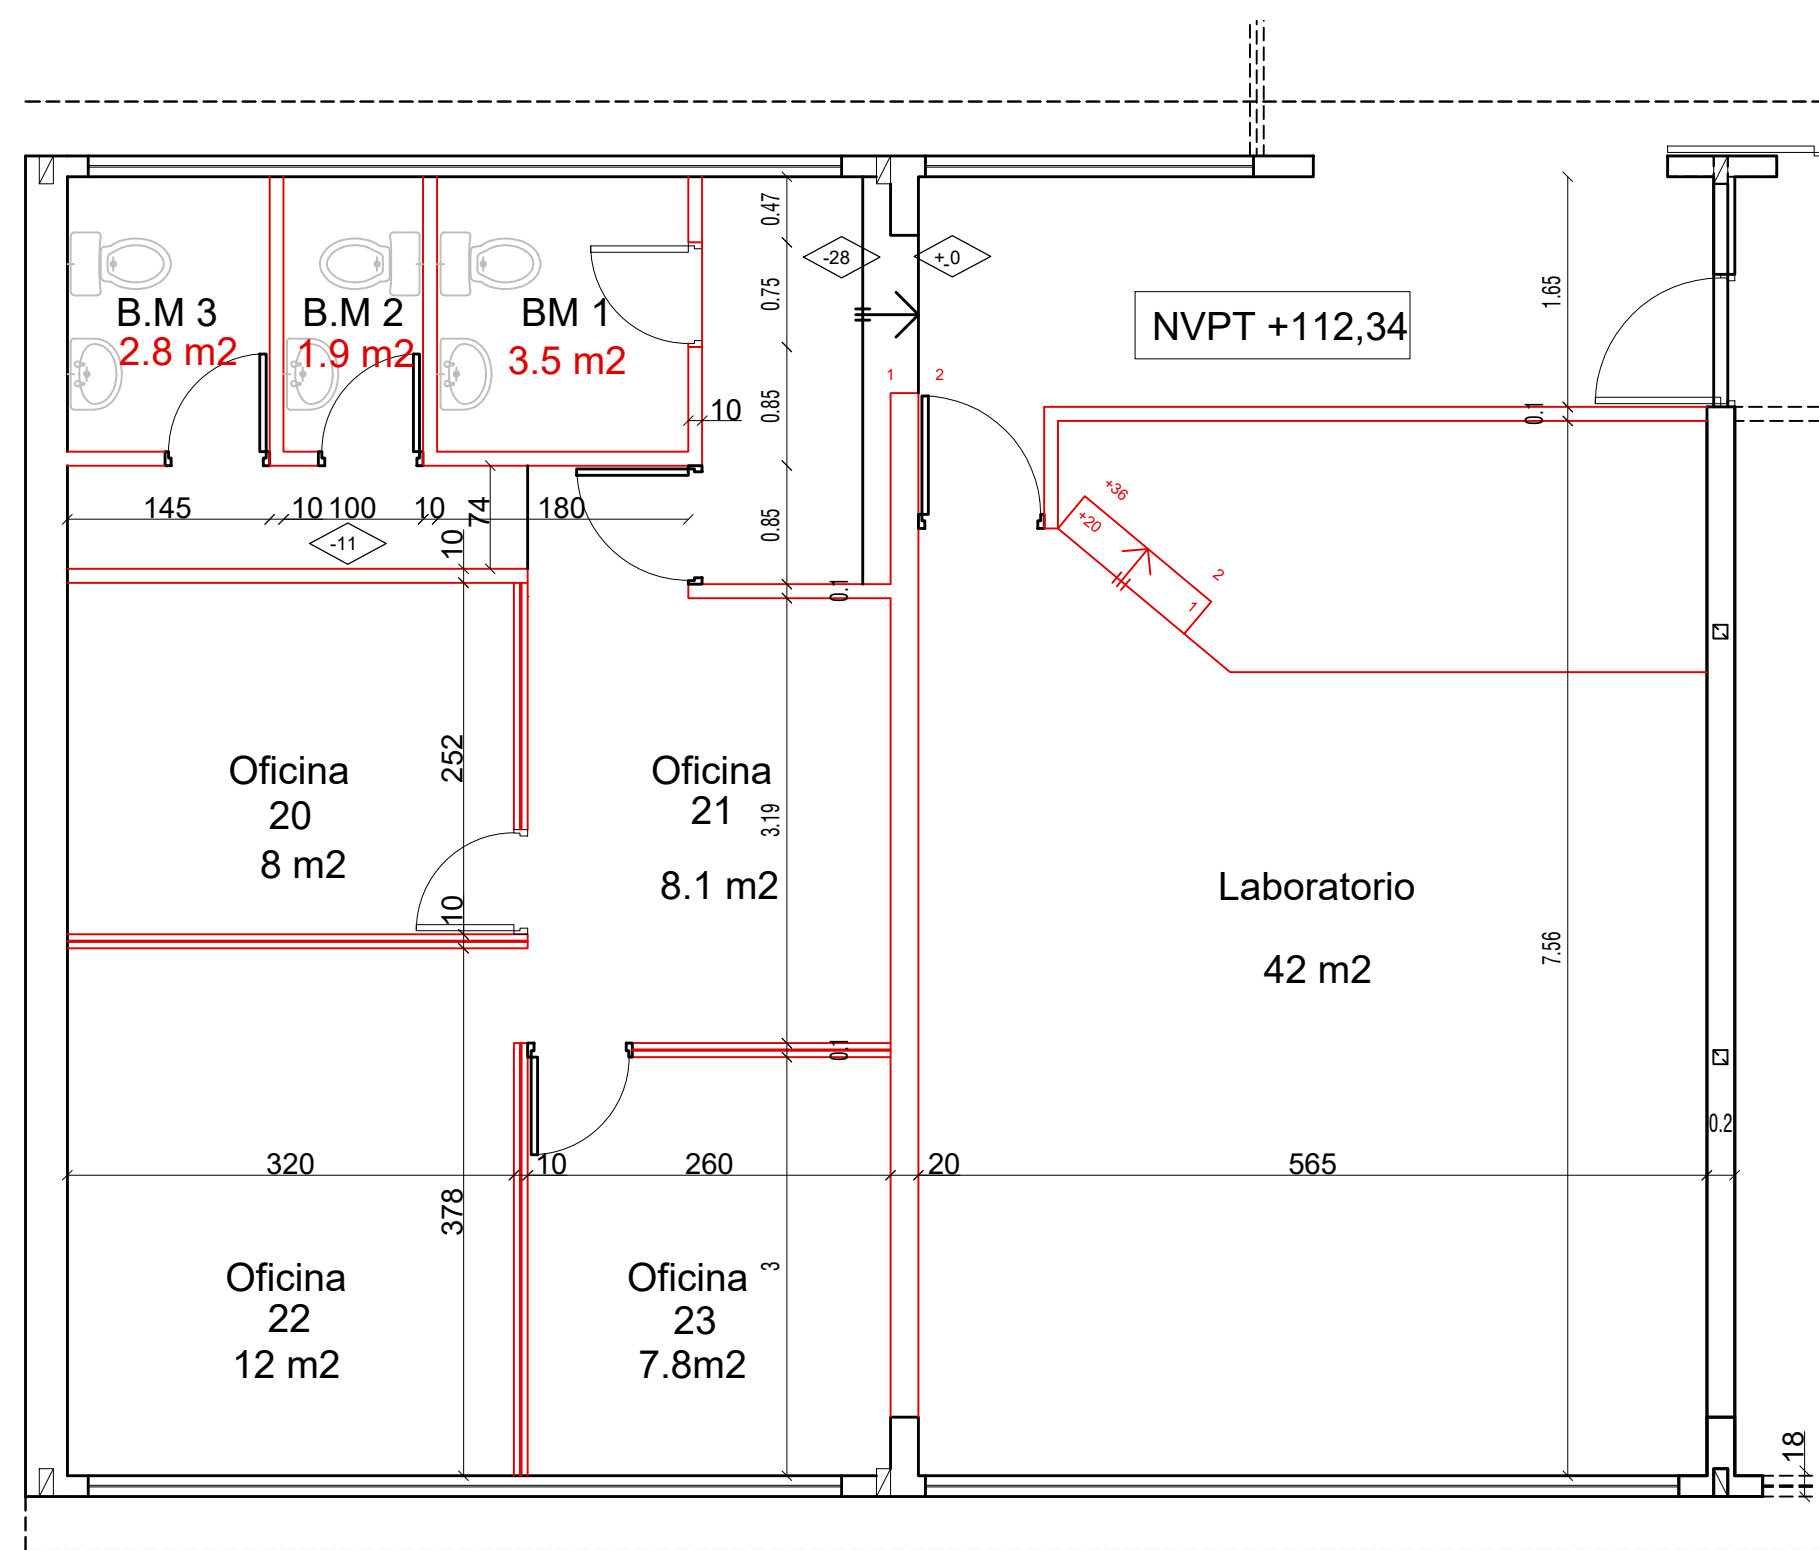 0.47
-28
+-0
0.75
1.65
B.M 3
B.M 2
BM 1
NVPT +112,34
2.8 m2
1.9 m2
3.5 m2
1
2
0.85
10
0.1
+36
+20
145
10
100
10
74
180
0.85
-11
10
0.1
2
1
252
Oficina
20
8 m2
Oficina
21
3.19
8.1 m2
Laboratorio
42 m2
10
7.56
0.1
0.2
320
10
260
20
565
378
Oficina
22
12 m2
Oficina
23
7.8m2
3
18